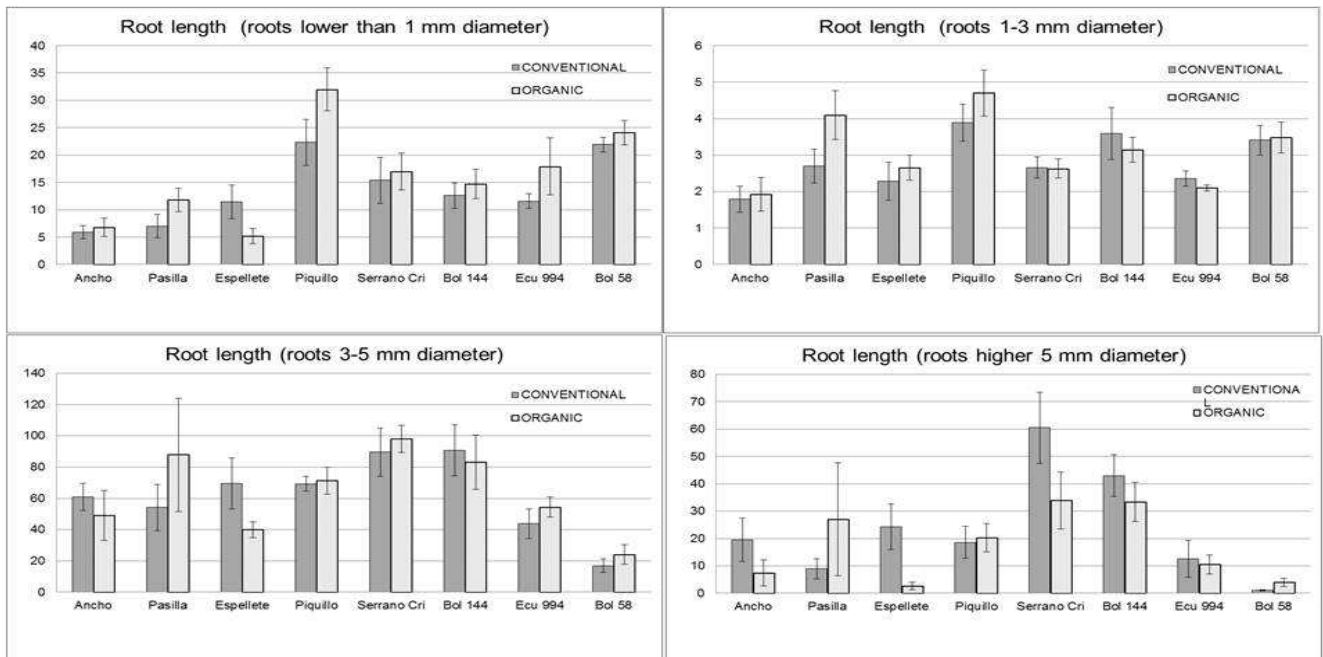 Root length (roots lower than 1 mm diameter)
40
35
30
25
20
15
10
5
0
CONVENTIONAL
ORGANIC
Ancho Pasilla Espellete Piquillo Serrano Cri Bol 144 Ecu 994 Bol 58
Root length (roots 1-3 mm diameter)
6
5
4
3
2
1
0
CONVENTIONAL
ORGANIC
Ancho Pasilla Espellete Piquillo Serrano Cri Bol 144 Ecu 994 Bol 58
Root length (roots 3-5 mm diameter)
140
120
100
80
60
40
20
0
CONVENTIONAL
ORGANIC
Ancho Pasilla Espellete Piquillo Serrano Cri Bol 144 Ecu 994 Bol 58
Root length (roots higher 5 mm diameter)
80
70
60
50
40
30
20
10
0
CONVENTIONA
L
ORGANIC
Ancho Pasilla Espellete Piquillo Serrano Cri Bol 144 Ecu 994 Bol 58